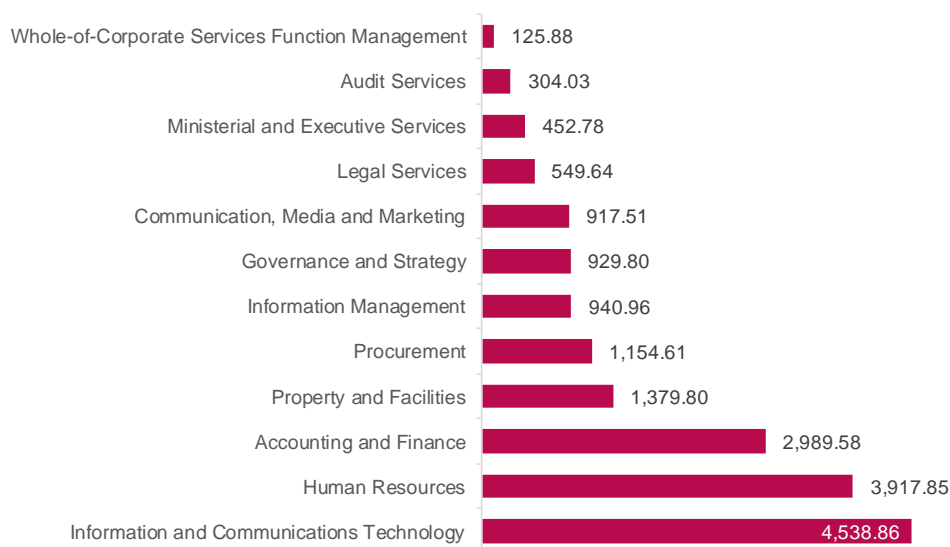 Whole-of-Corporate Services Function Management 125.88
Audit Services 304.03
Ministerial and Executive Services 452.78
Legal Services 549.64
Communication, Media and Marketing 917.51
Governance and Strategy 929.80
Information Management 940.96
Procurement 1,154.61
Property and Facilities 1,379.80
Accounting and Finance 2,989.58
Human Resources 3,917.85
Information and Communications Technology 4,538.86